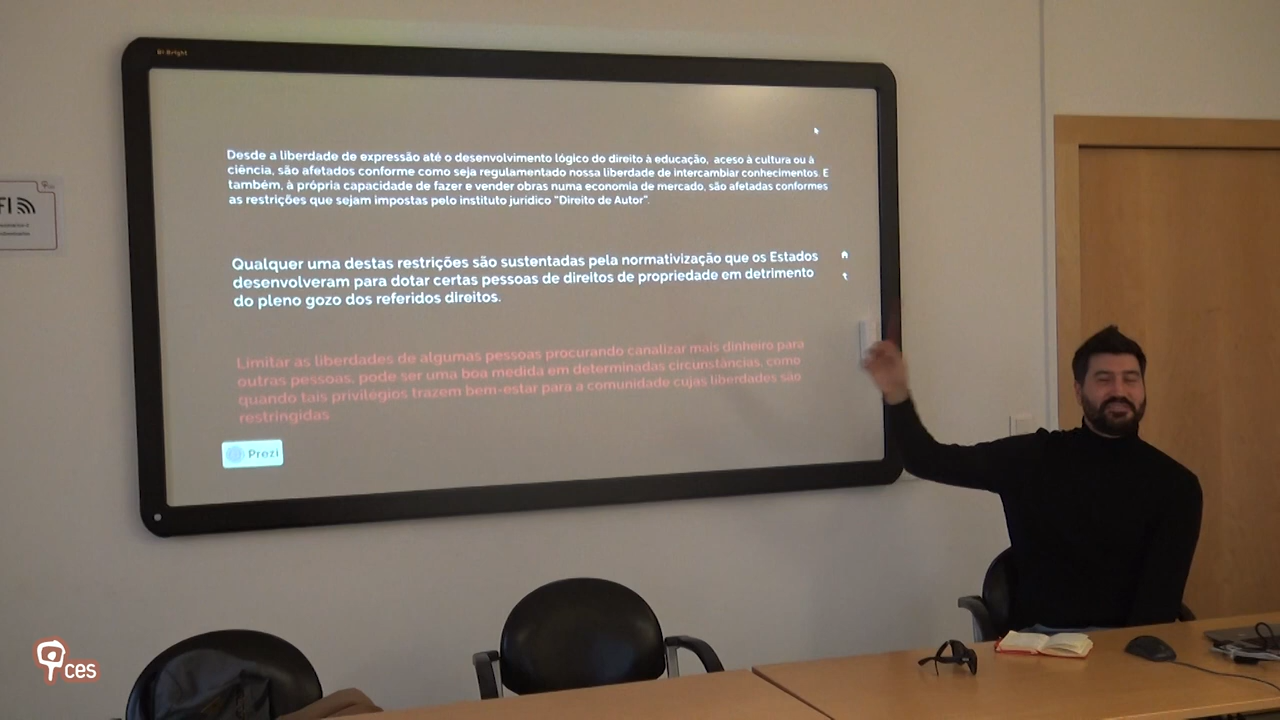 Bi Bright
Desde a liberdade de expressão até o desenvolvimento lógico do direito à educação, aceso à cultura ou à
ciência, são afetados conforme como seja regulamentado nossa liberdade de intercambiar conhecimentos. E
também, à própria capacidade de fazer e vender obras numa economia de mercado, são afetadas conformes
as restrições que sejam impostas pelo instituto jurídico "Direito de Autor".
Qualquer uma destas restrições são sustentadas pela normativização que os Estados
desenvolveram para dotar certas pessoas de direitos de propriedade em detrimento
do pleno gozo dos referidos direitos.
Limitar as liberdades de algumas pessoas procurando canalizar mais dinheiro para
outras pessoas, pode ser uma boa medida em determinadas circunstâncias, como
quando tais privilégios trazem bem-estar para a comunidade cujas liberdades são
restringidas
Prezi
FI
ces